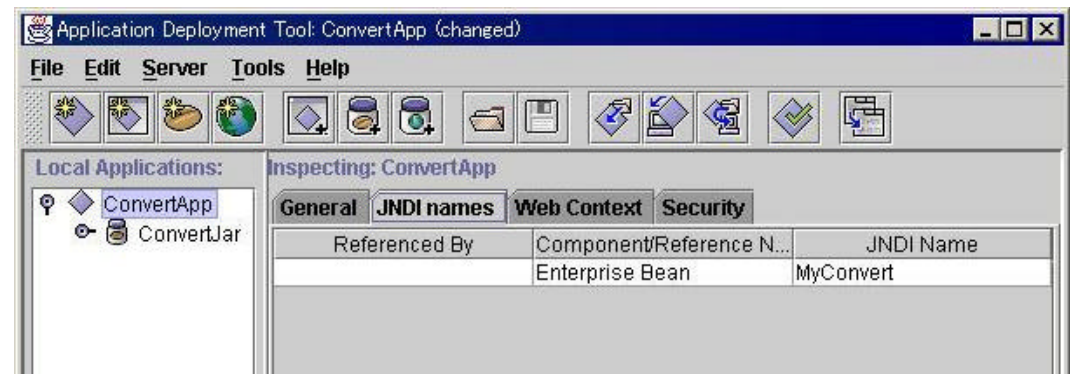 Application Deployment Tool: ConvertApp (changed)
File Edit Server Tools Help
Local Applications:
Inspecting: ConvertApp
ConvertApp
ConvertJar
General JNDI names Web Context Security
Referenced By Component/Reference N... JNDI Name
Enterprise Bean MyConvert